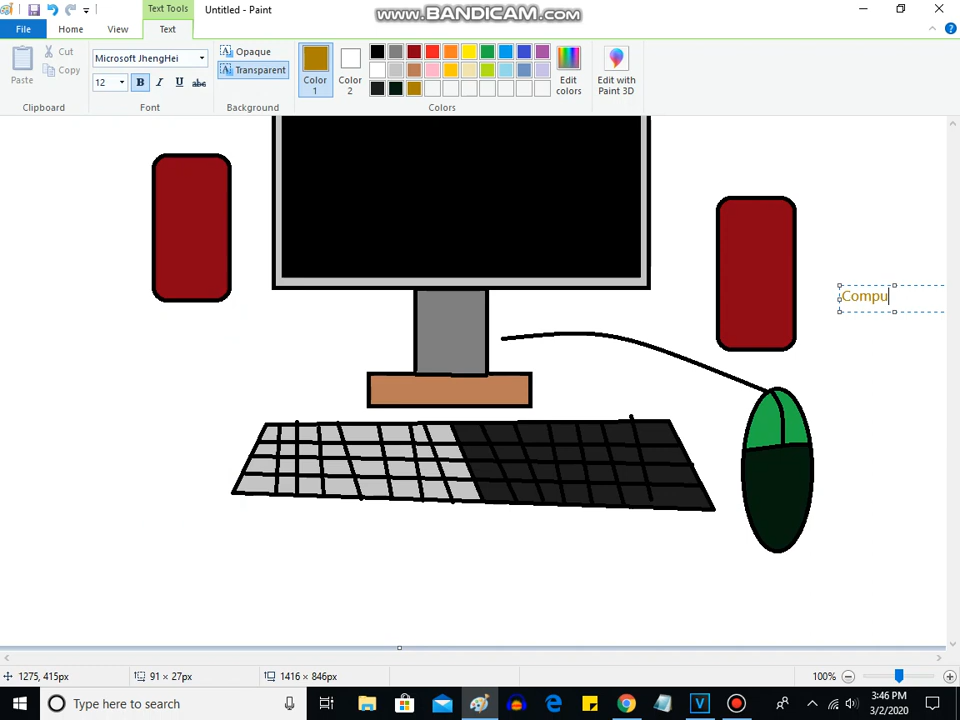 Text Tools
Untitled - Paint
www.BANDICAM.com
File
Home
View
Text
Paste
Cut
Copy
Clipboard
Microsoft JhengHei
12
B I U abc
Font
Opaque
Transparent
Background
Color 1
Color 2
Edit colors
Colors
Edit with Paint 3D
Compu
1275, 415px
91 × 27px
1416 × 846px
100%
Type here to search
3:46 PM
3/2/2020